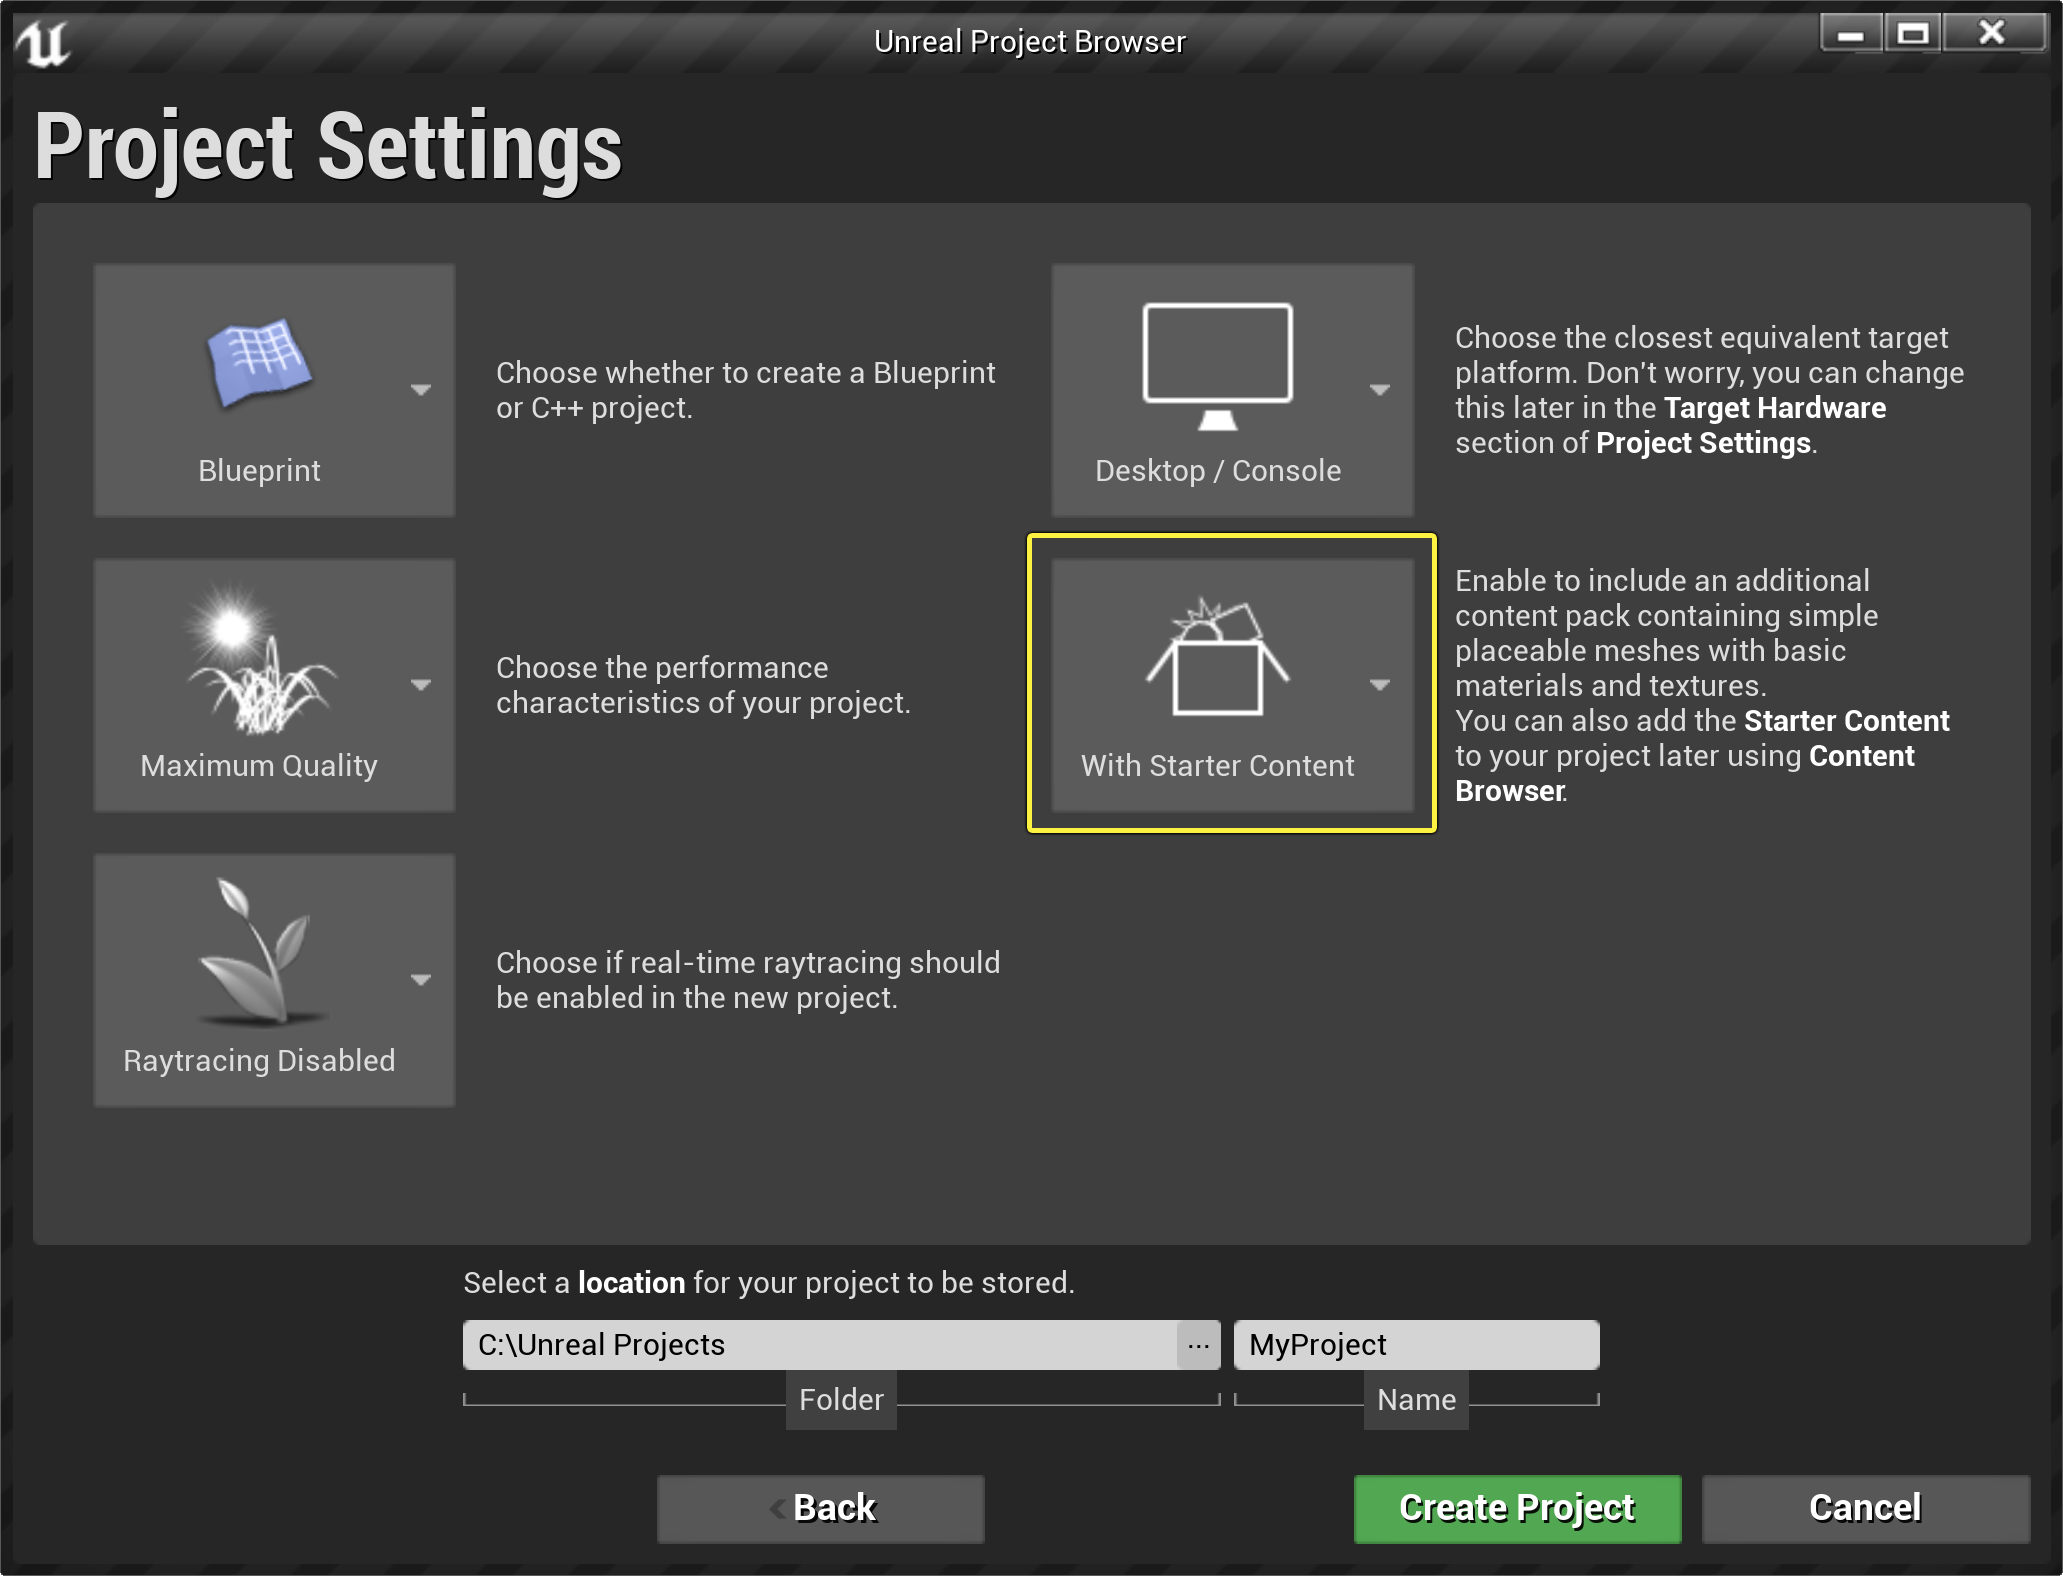 Unreal Project Browser
Project Settings
Blueprint
Choose whether to create a Blueprint
or C++ project.
Desktop / Console
Choose the closest equivalent target
platform. Don't worry, you can change
this later in the Target Hardware
section of Project Settings.
Maximum Quality
Choose the performance
characteristics of your project.
With Starter Content
Enable to include an additional
content pack containing simple
placeable meshes with basic
materials and textures.
You can also add the Starter Content
to your project later using Content
Browser.
Raytracing Disabled
Choose if real-time raytracing should
be enabled in the new project.
Select a location for your project to be stored.
C:\Unreal Projects ... MyProject
Folder Name
< Back Create Project Cancel